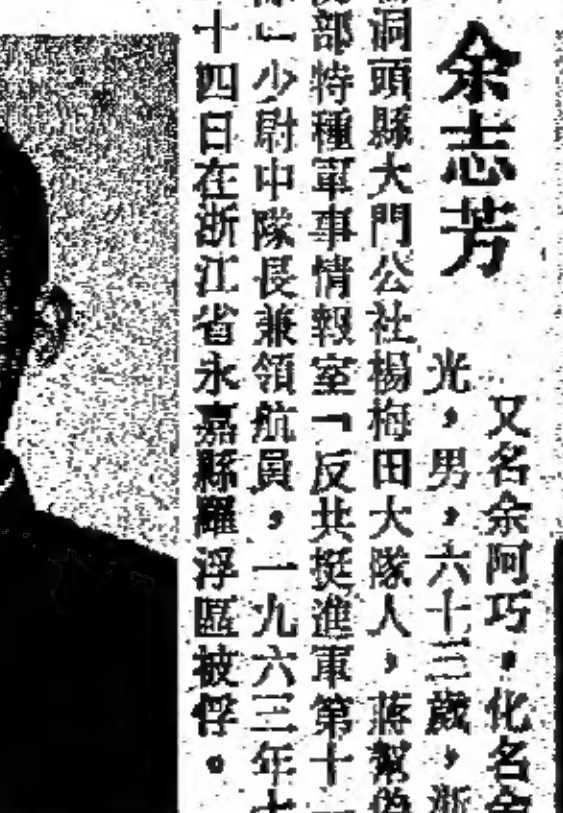 余志芳
又名余阿巧，化名余
光，男，六十三歲，浙
洞頭縣大門公社楊梅田大隊人，蔣幫偽
部特種軍事情報室「反共挺進軍第十
」少尉中隊長兼領航員，一九六三年十
十四日在浙江省永嘉縣羅浮區被俘。